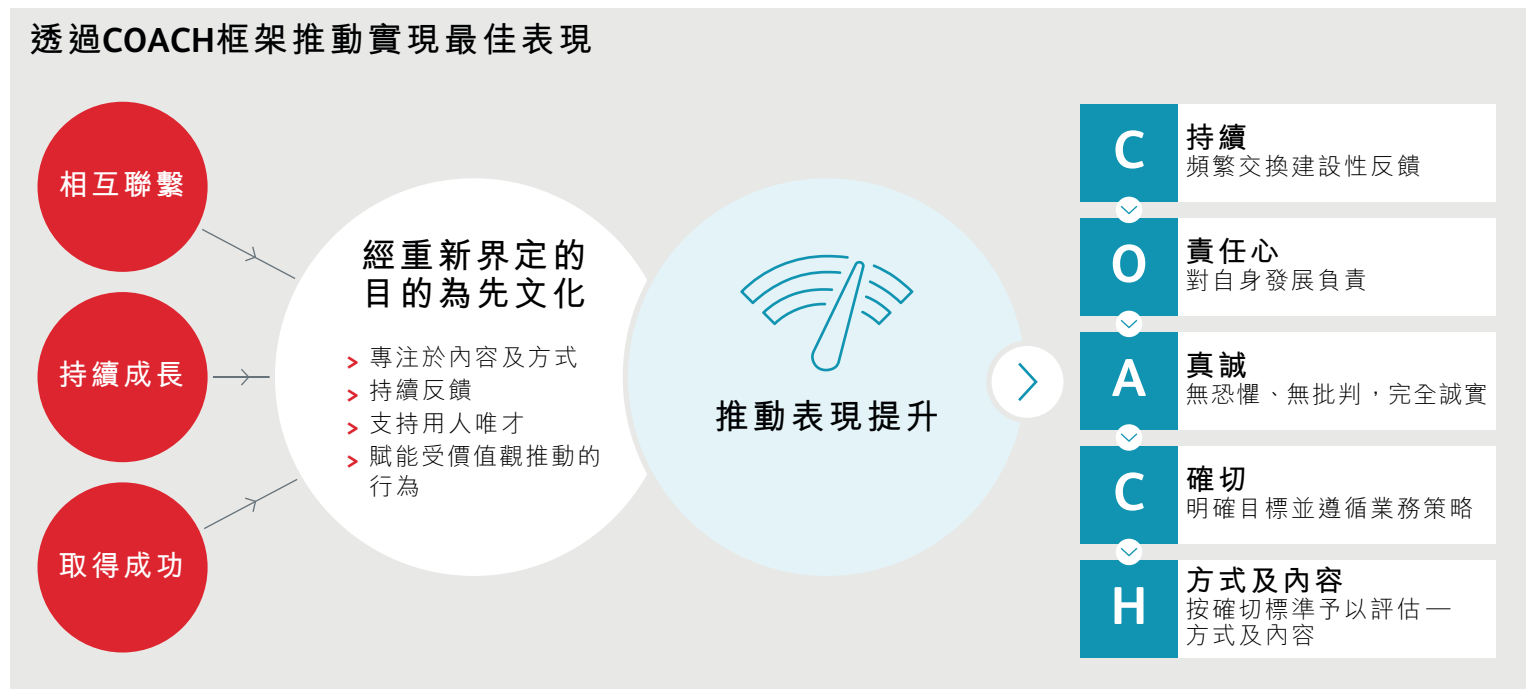 透過COACH框架推動實現最佳表現
相互聯繫
持續成長
取得成功
經重新界定的
目的為先文化
專注於內容及方式
持續反饋
支持用人唯才
賦能受價值觀推動的
行為
推動表現提升
C
持續
頻繁交換建設性反饋
O
責任心
對自身發展負責
A
真誠
無恐懼、無批判，完全誠實
C
確切
明確目標並遵循業務策略
H
方式及內容
按確切標準予以評估—
方式及內容